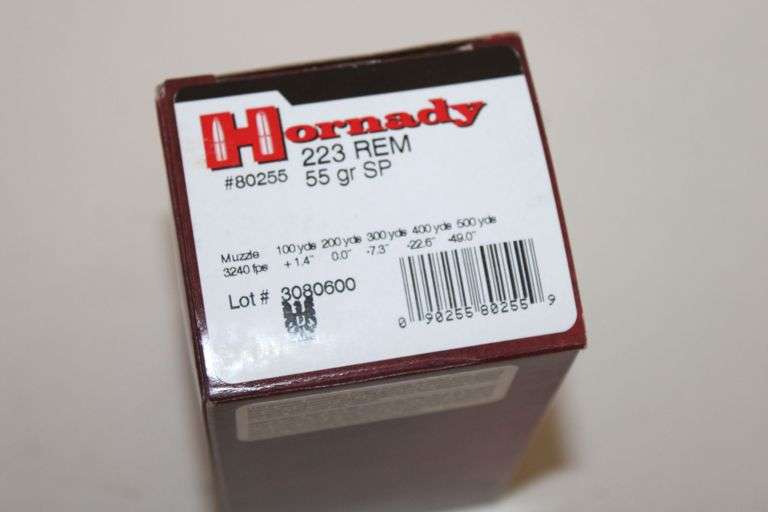 Hornady
223 REM
#80255 55 gr SP
Muzzle 100 yds 200 yds 300 yds 400 yds 500 yds
3240 fps +1.4" 0.0" -7.3" -22.6" -49.0"
Lot # 3080600
0 90255 80255 9